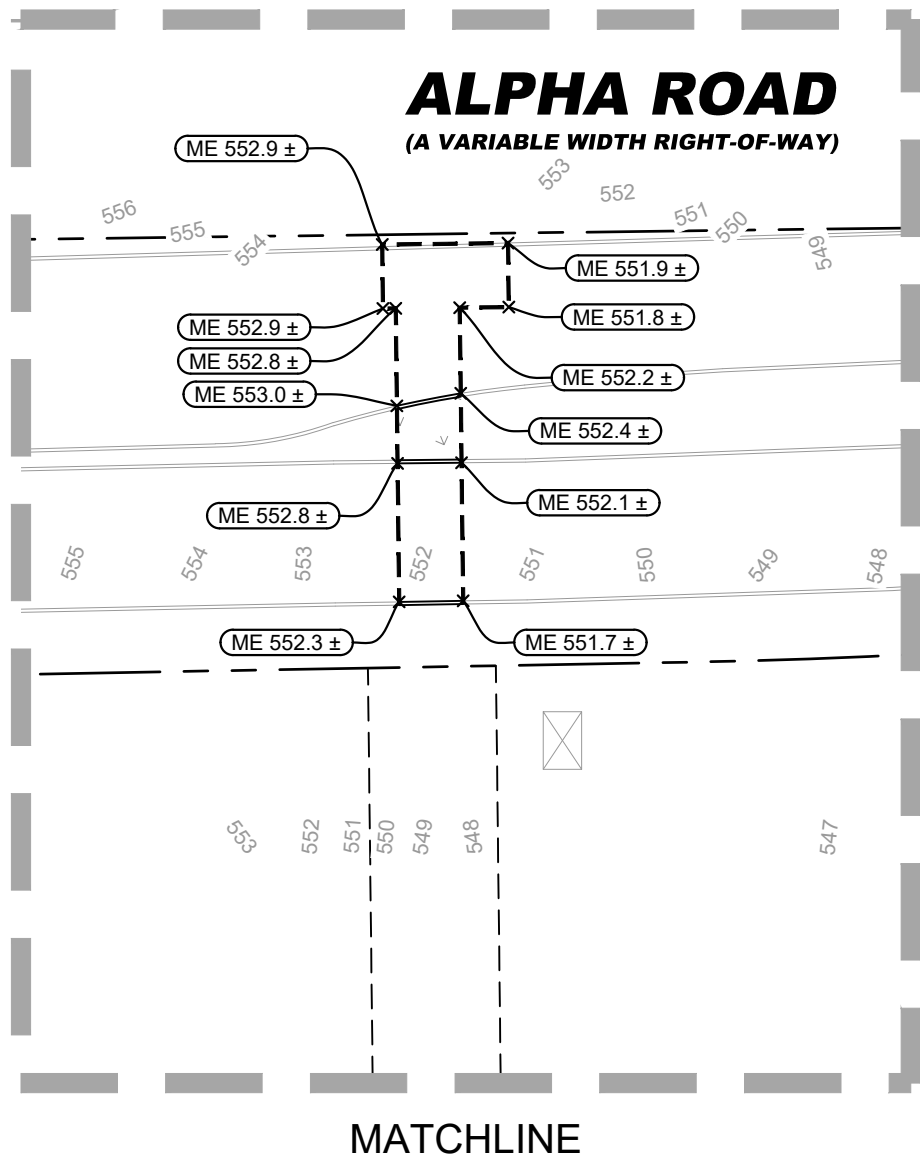 ALPHA ROAD
(A VARIABLE WIDTH RIGHT-OF-WAY)
ME 552.9 ±
553
552
556
555
554
551
550
549
ME 551.9 ±
ME 552.9 ±
ME 551.8 ±
ME 552.8 ±
ME 552.2 ±
ME 553.0 ±
ME 552.4 ±
ME 552.8 ±
ME 552.1 ±
555
554
553
552
551
550
549
548
ME 552.3 ±
ME 551.7 ±
553
552
551
550
549
548
547
MATCHLINE